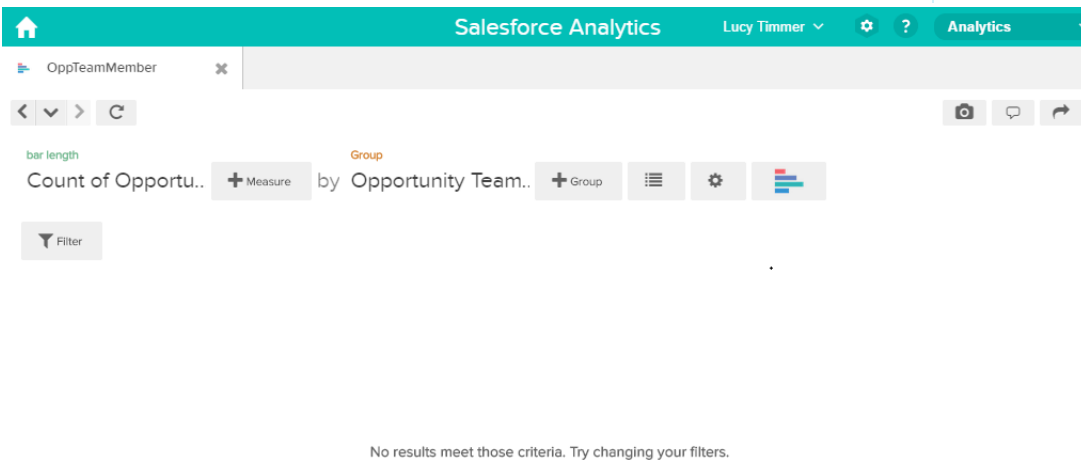 Salesforce Analytics Lucy Timmer ? Analytics
OppTeamMember
bar length Group
Count of Opportu.. Measure by Opportunity Team.. Group
Filter
No results meet those criteria. Try changing your filters.